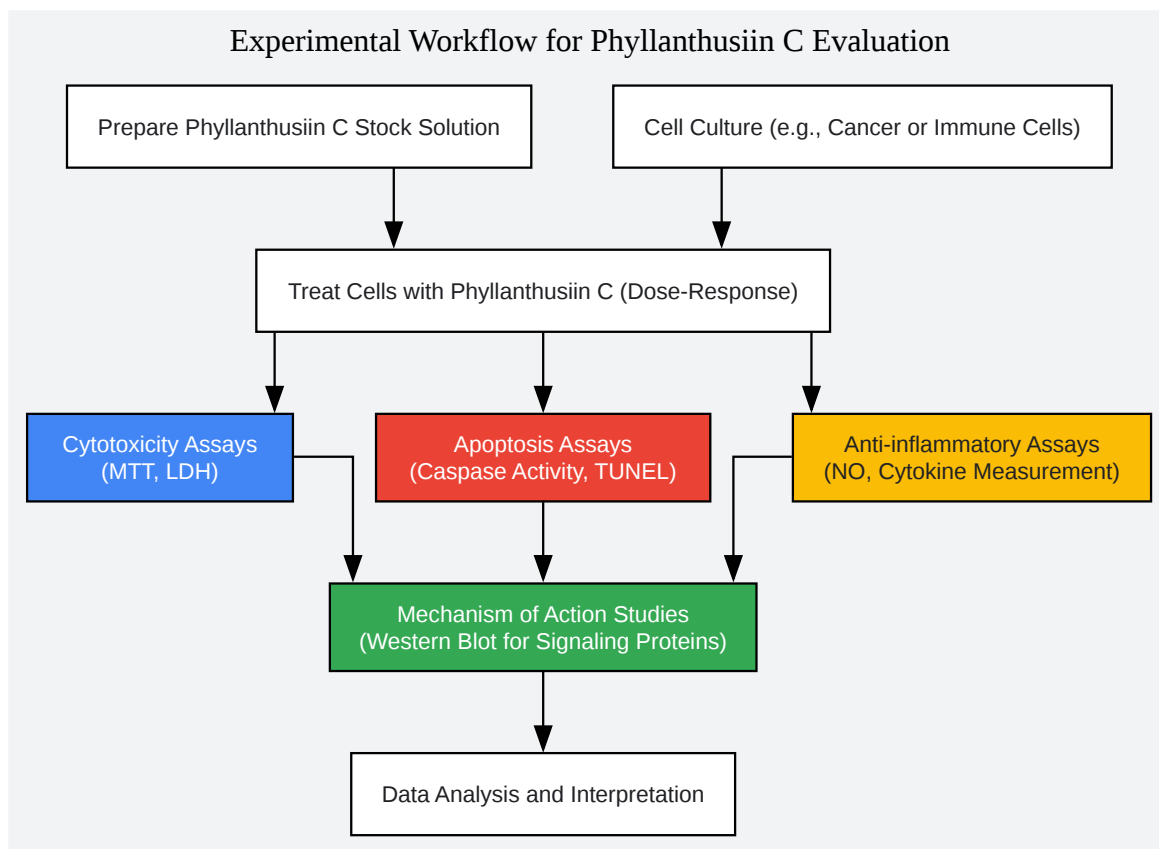 Experimental Workflow for Phyllanthusiin C Evaluation
Prepare Phyllanthusiin C Stock Solution
Cell Culture (e.g., Cancer or Immune Cells)
Treat Cells with Phyllanthusiin C (Dose-Response)
Cytotoxicity Assays
(MTT, LDH)
Apoptosis Assays
(Caspase Activity, TUNEL)
Anti-inflammatory Assays
(NO, Cytokine Measurement)
Mechanism of Action Studies
(Western Blot for Signaling Proteins)
Data Analysis and Interpretation